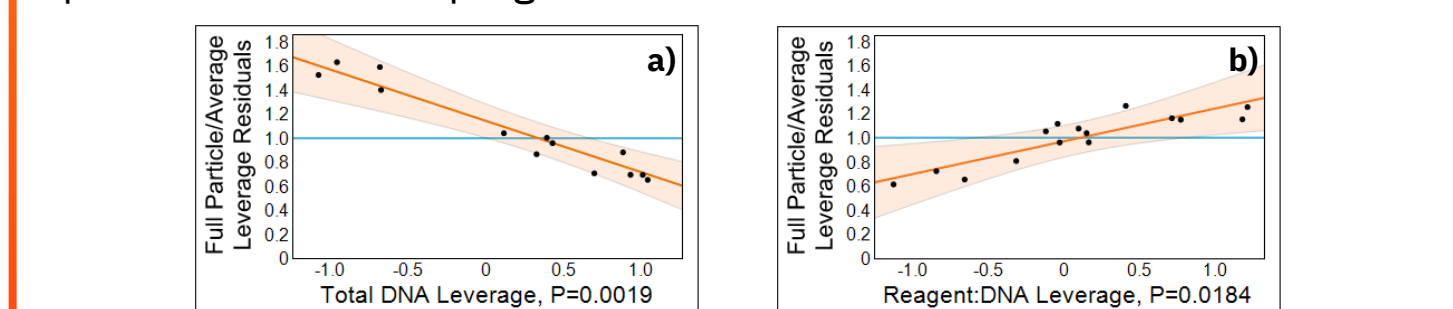 a)
Full Particle/Average
Leverage Residuals
1.8
1.6
1.4
1.2
1.0
0.8
0.6
0.4
0.2
0
-1.0 -0.5 0 0.5 1.0
Total DNA Leverage, P=0.0019
b)
Full Particle/Average
Leverage Residuals
1.8
1.6
1.4
1.2
1.0
0.8
0.6
0.4
0.2
0
-1.0 -0.5 0 0.5 1.0
Reagent:DNA Leverage, P=0.0184